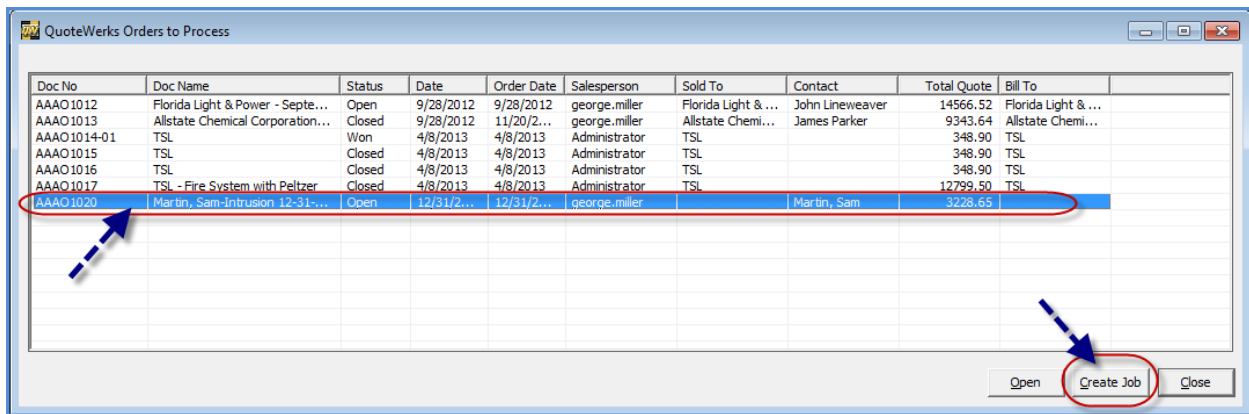 QuoteWerks Orders to Process
Doc No Doc Name Status Date Order Date Salesperson Sold To Contact Total Quote Bill To
AAAO1012 Florida Light & Power - Septe... Open 9/28/2012 9/28/2012 george.miller Florida Light & ... John Lineweaver 14566.52 Florida Light & ...
AAAO1013 Allstate Chemical Corporation... Closed 9/28/2012 11/20/2... george.miller Allstate Chemi... James Parker 9343.64 Allstate Chemi...
AAAO1014-01 TSL Won 4/8/2013 4/8/2013 Administrator TSL 348.90 TSL
AAAO1015 TSL Closed 4/8/2013 4/8/2013 Administrator TSL 348.90 TSL
AAAO1016 TSL Closed 4/8/2013 4/8/2013 Administrator TSL 348.90 TSL
AAAO1017 TSL - Fire System with Peltzer Closed 4/8/2013 4/8/2013 Administrator TSL 12799.50 TSL
AAAO1020 Martin, Sam-Intrusion 12-31-... Open 12/31/2... 12/31/2... george.miller Martin, Sam 3228.65
Open Create Job Close